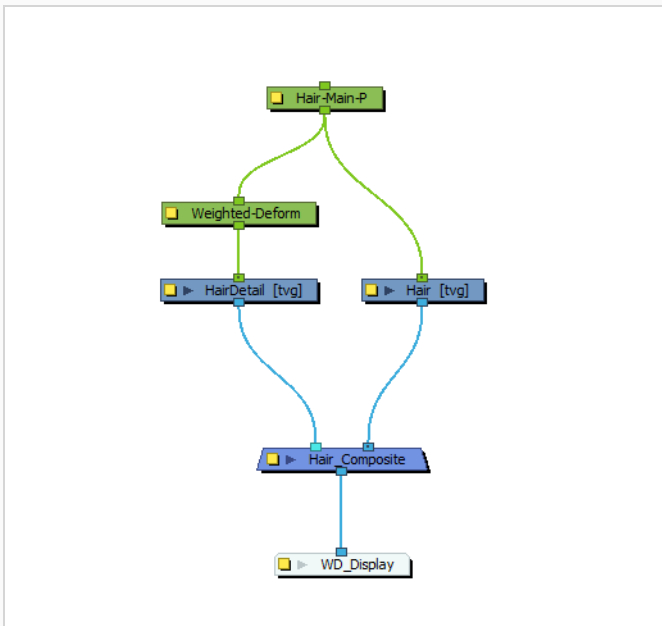 Hair-Main-P
Weighted-Deform
HairDetail [tvg]
Hair [tvg]
Hair_Composite
WD_Display